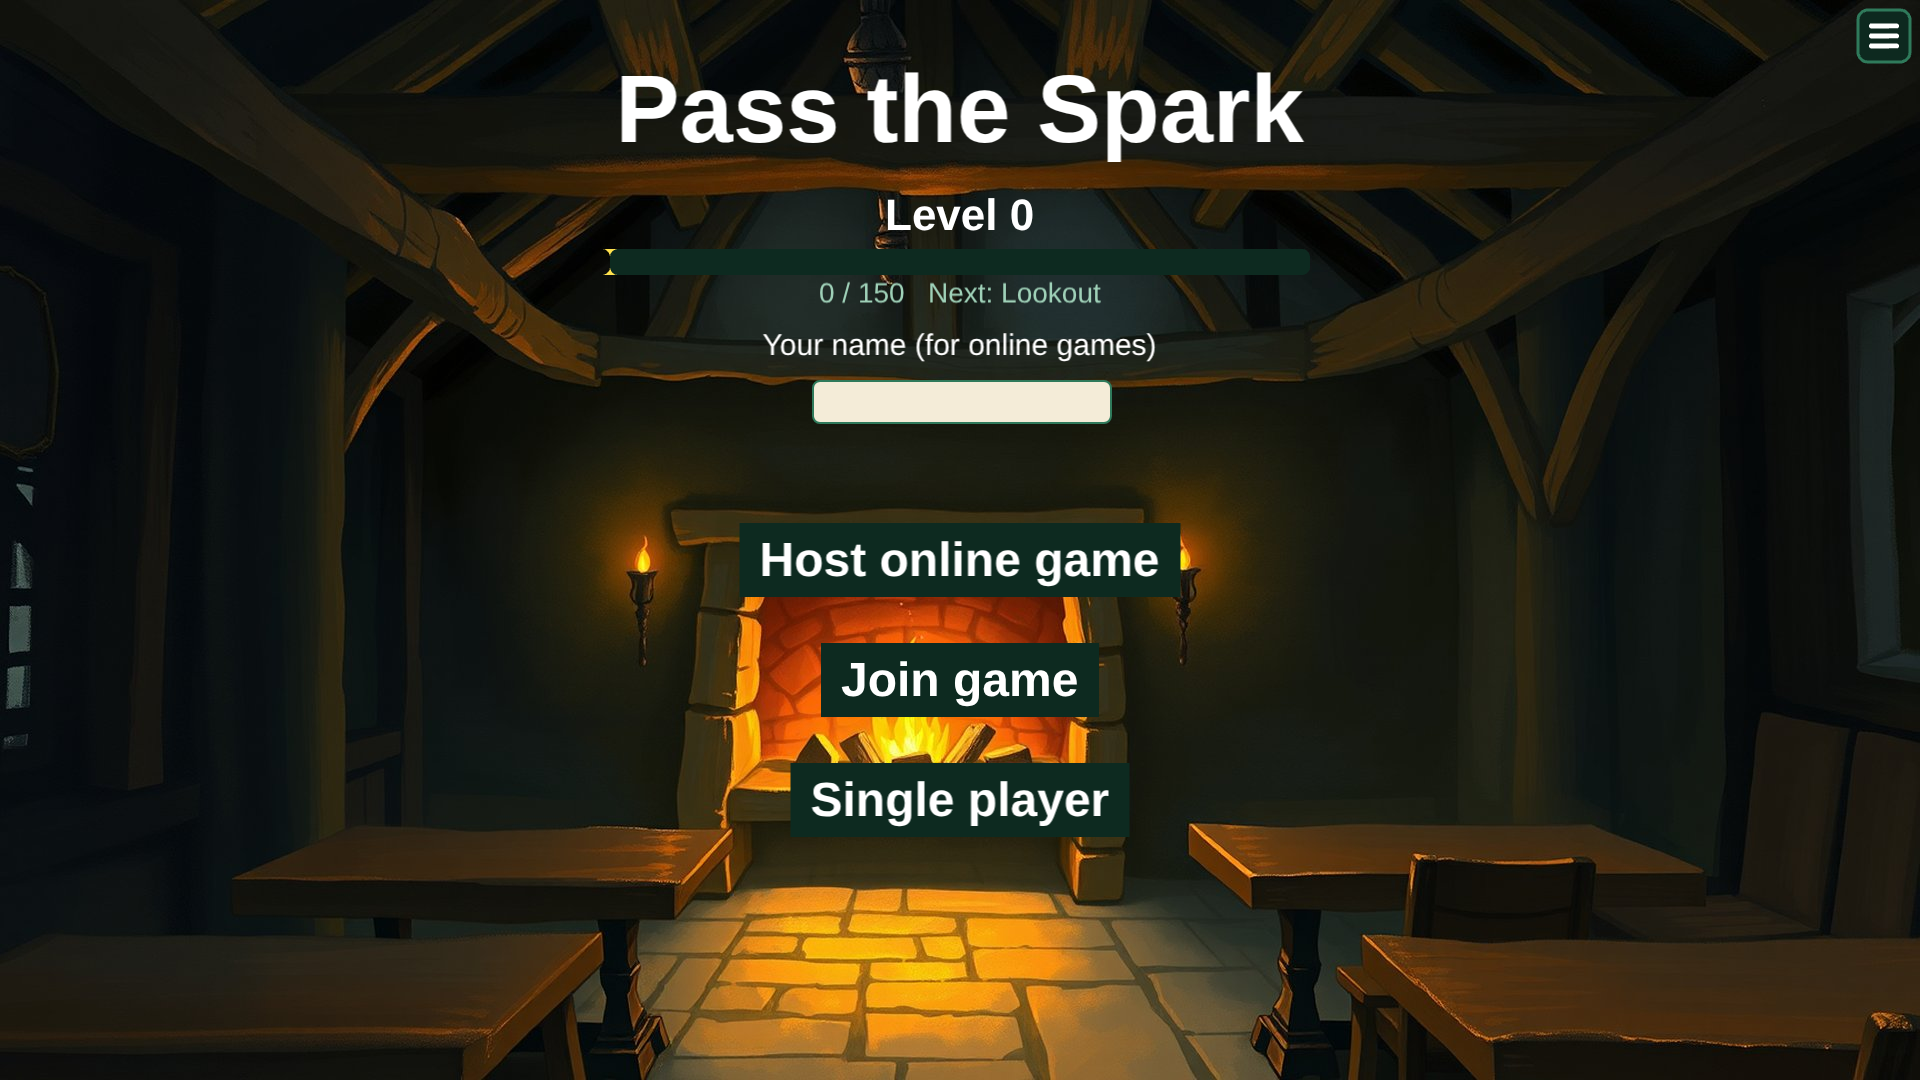 Pass the Spark
Level 0
0 / 150   Next: Lookout
Your name (for online games)
Host online game
Join game
Single player